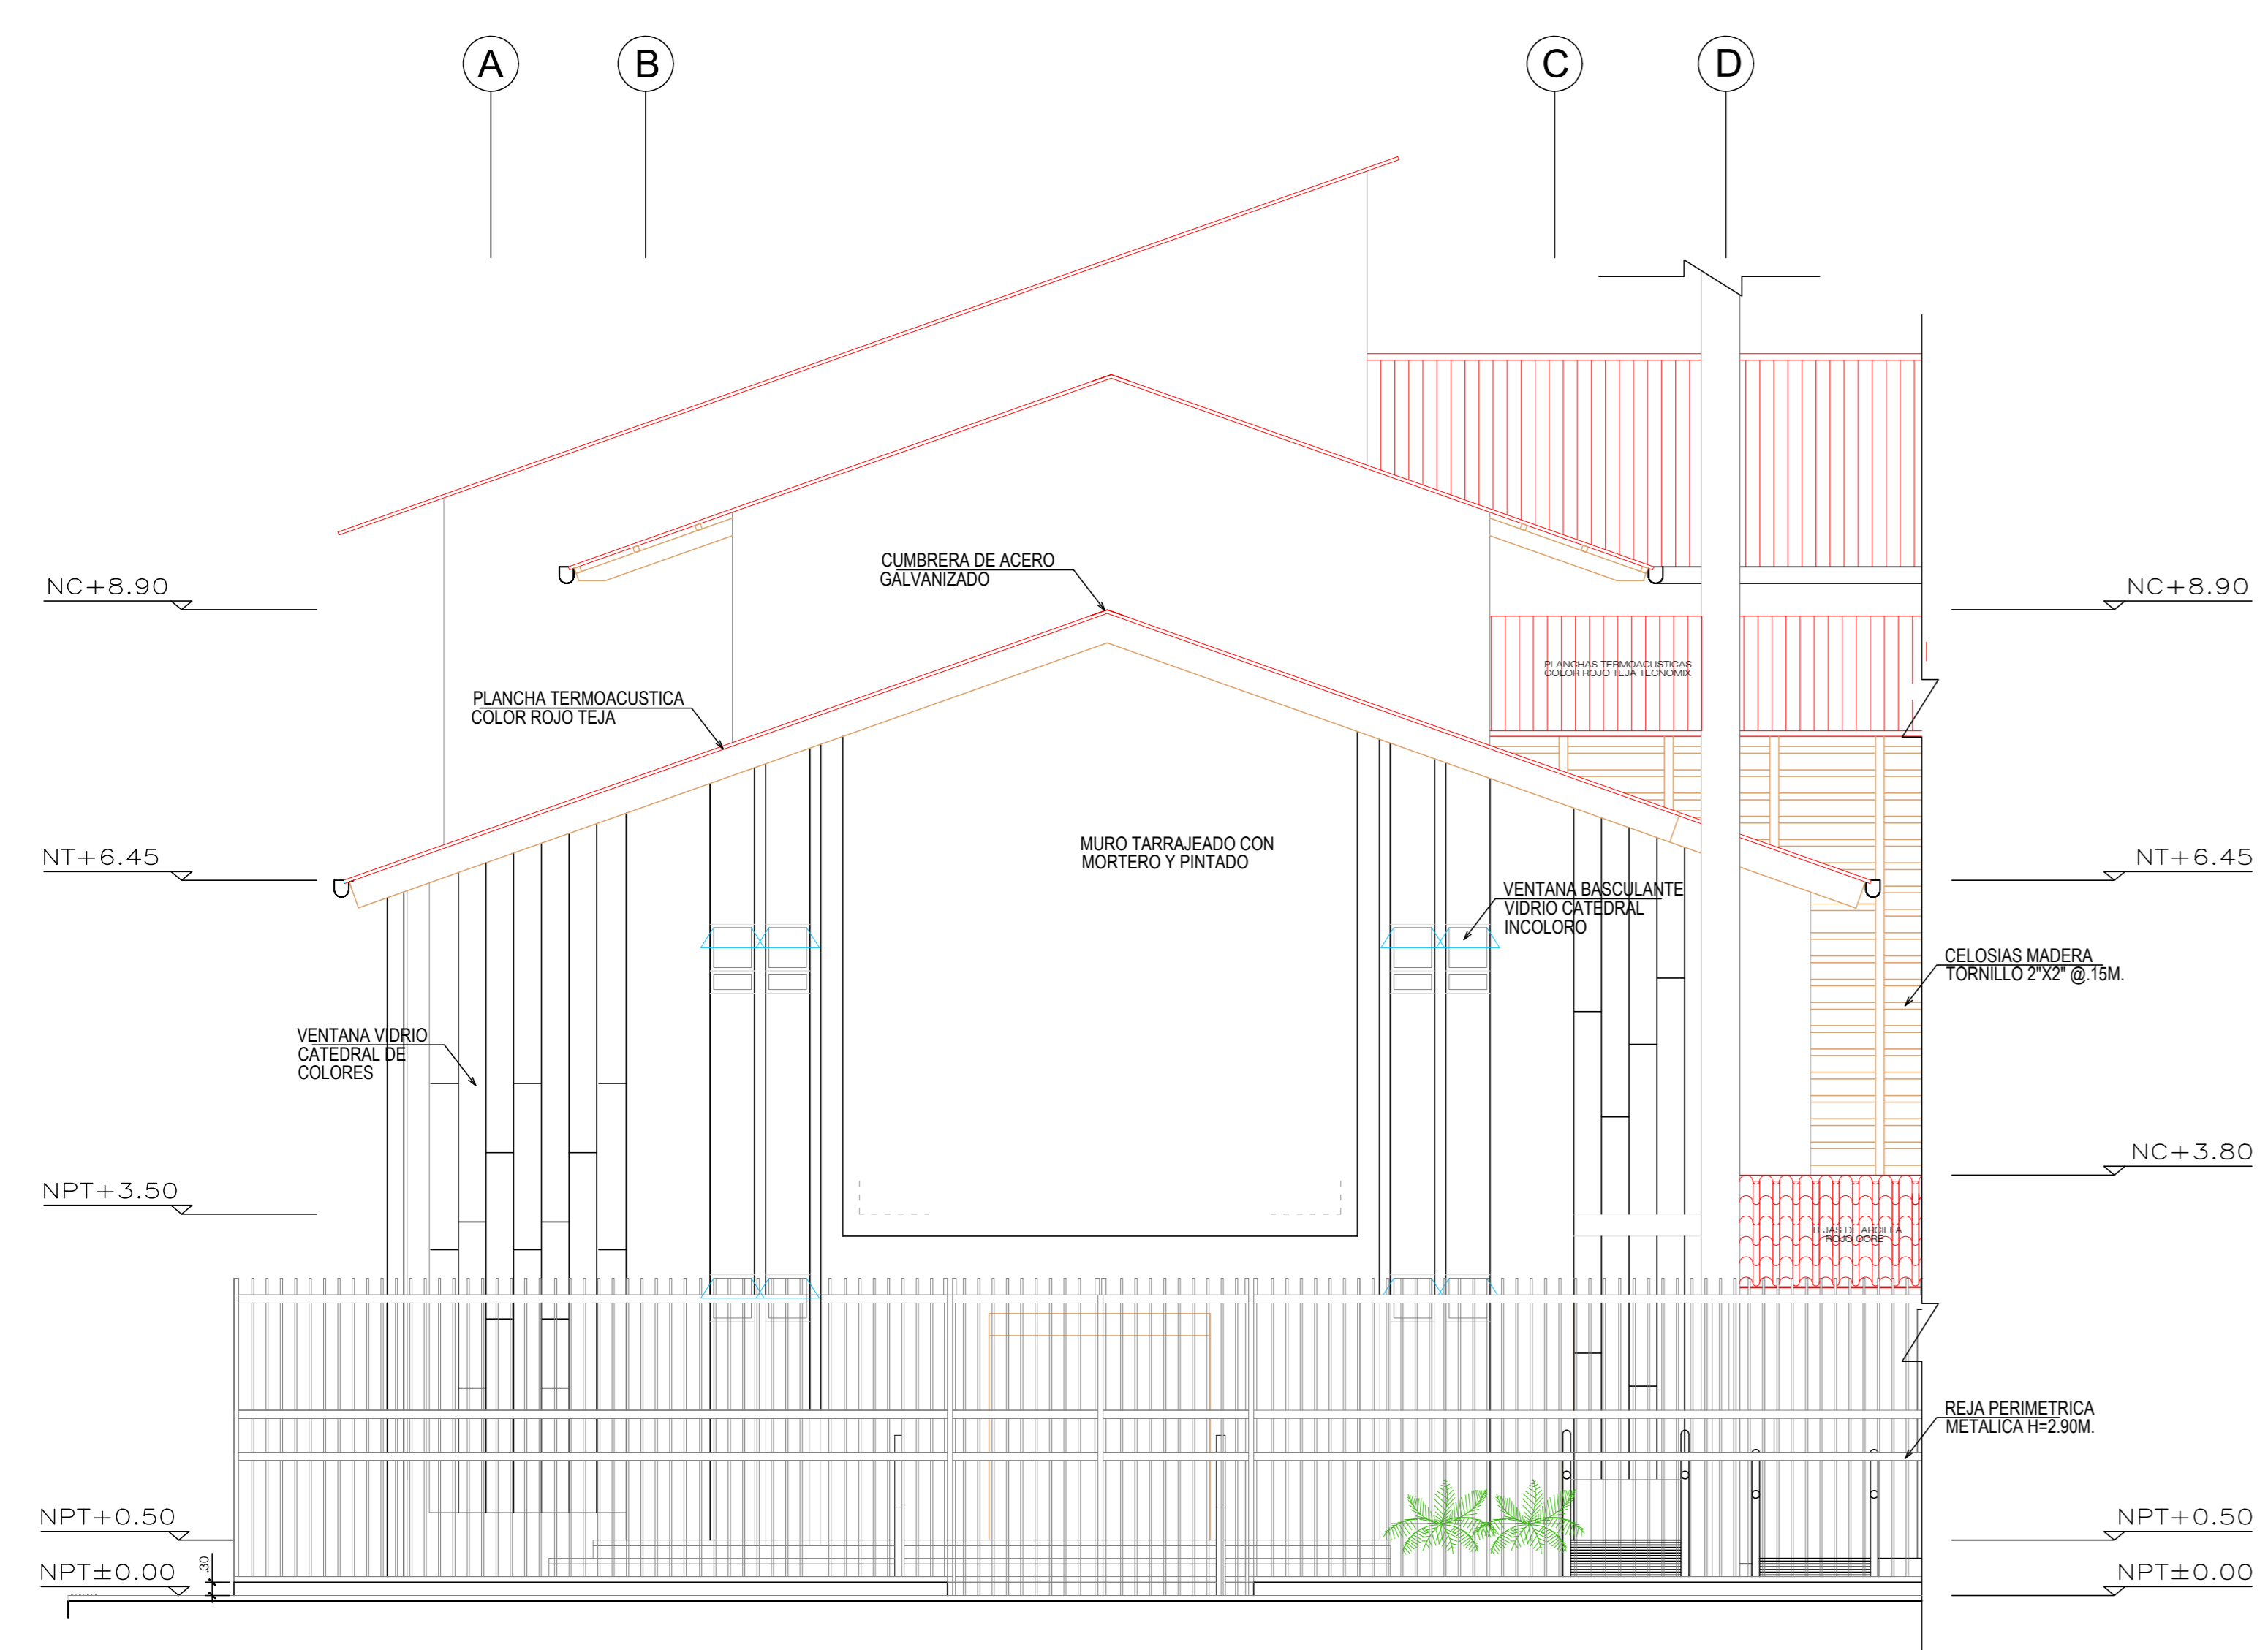 A
B
C
D
CUMBRERA DE ACERO
GALVANIZADO
NC+8.90
NC+8.90
PLANCHAS TERMOACUSTICAS
COLOR ROJO TEJA TECNOMIX
PLANCHA TERMOACUSTICA
COLOR ROJO TEJA
MURO TARRAJEADO CON
MORTERO Y PINTADO
NT+6.45
NT+6.45
VENTANA BASCULANTE
VIDRIO CATEDRAL
INCOLORO
CELOSIAS MADERA
TORNILLO 2"X2" @.15M.
VENTANA VIDRIO
CATEDRAL DE
COLORES
NC+3.80
NPT+3.50
TEJAS DE ARCILLA
ROJO OCRE
REJA PERIMETRICA
METALICA H=2.90M.
NPT+0.50
NPT+0.50
NPT±0.00
.30
NPT±0.00